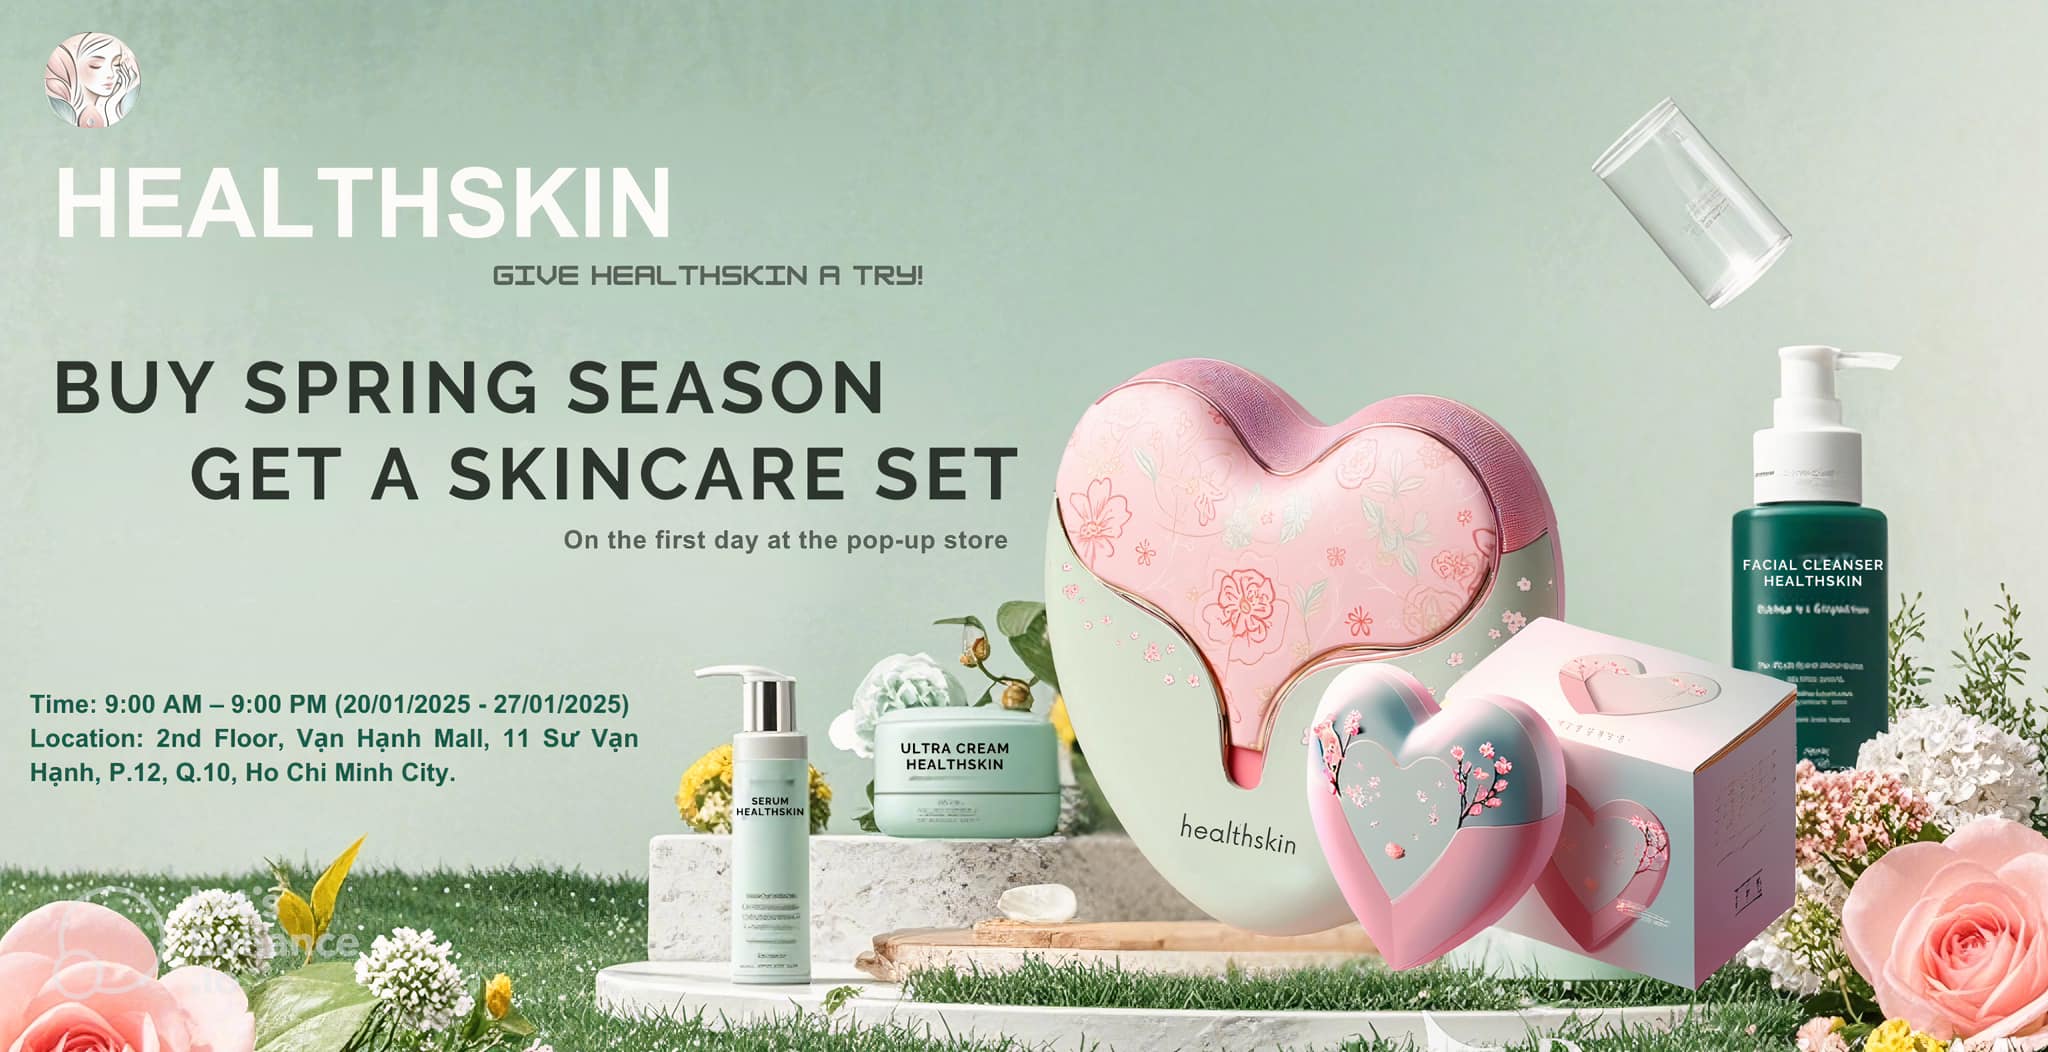 HEALTHSKIN
GIVE HEALTHSKIN A TRY!
BUY SPRING SEASON
GET A SKINCARE SET
On the first day at the pop-up store
Time: 9:00 AM – 9:00 PM (20/01/2025 - 27/01/2025)
Location: 2nd Floor, Vạn Hạnh Mall, 11 Sư Vạn
Hạnh, P.12, Q.10, Ho Chi Minh City.
SERUM
HEALTHSKIN
ULTRA CREAM
HEALTHSKIN
healthskin
FACIAL CLEANSER
HEALTHSKIN